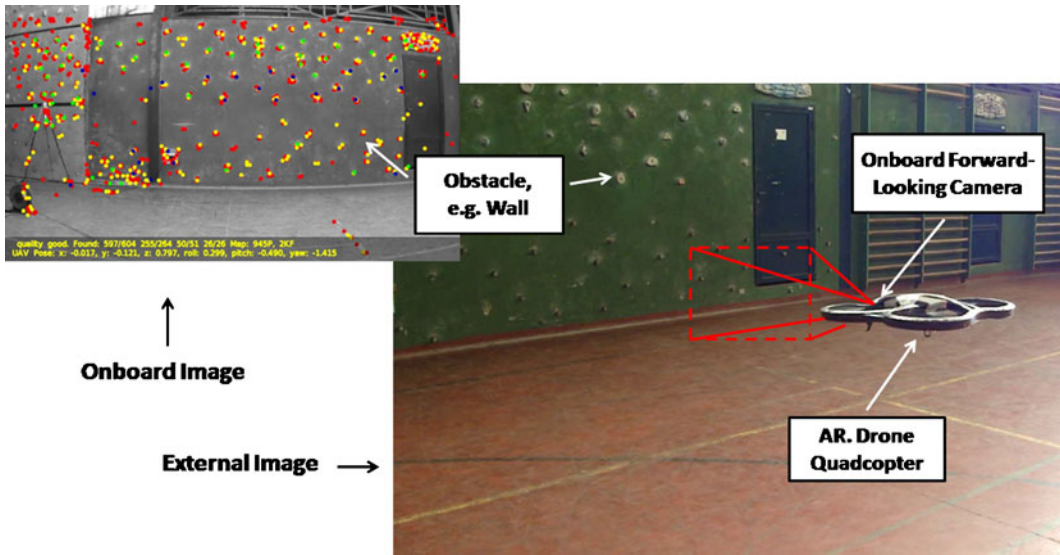 quality good. Found: 597/604 255/264 50/51 26/26 Map: 945P, 2KF
UAV Pose: x: -0.017, y: -0.121, z: 0.797, roll: 0.299, pitch: -0.490, yaw: -1.415
Obstacle,
e.g. Wall
Onboard Forward-
Looking Camera
Onboard Image
External Image
AR. Drone
Quadcopter